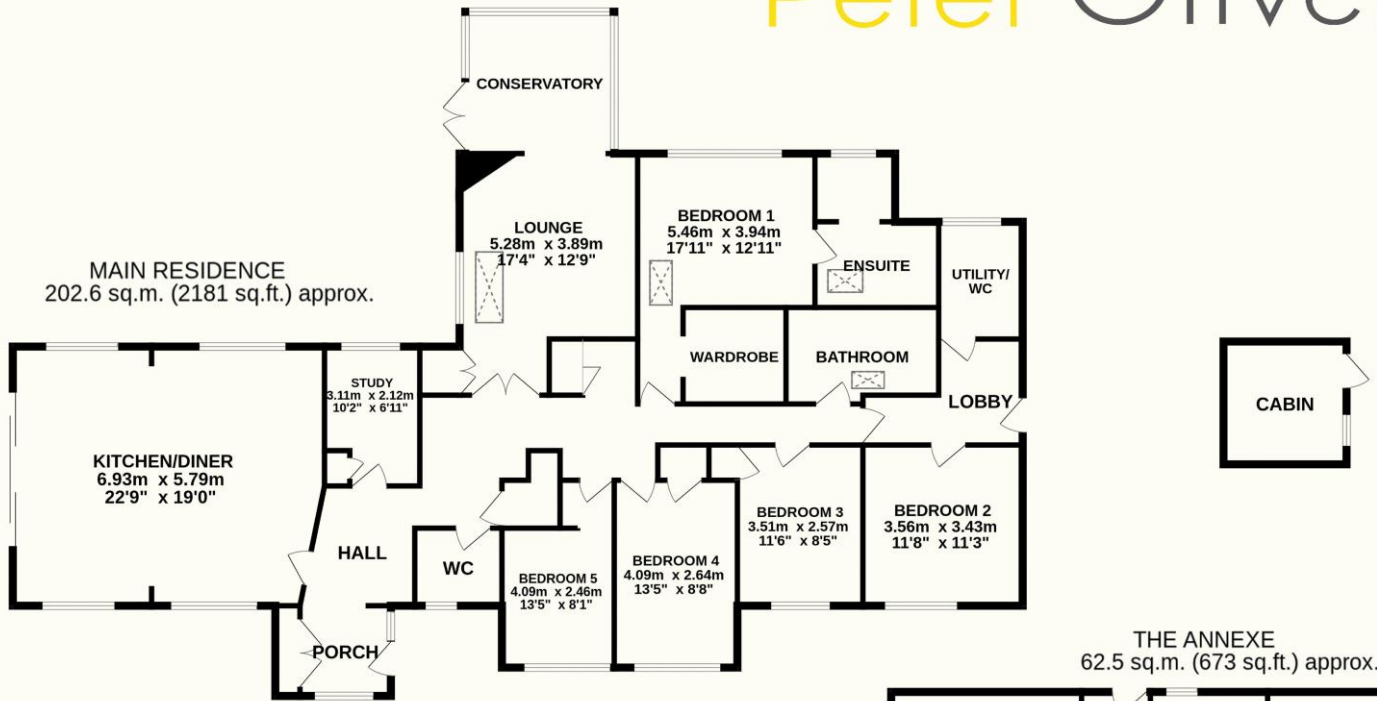 Peter Olive
CONSERVATORY
LOUNGE
5.28m x 3.89m
17'4" x 12'9"
BEDROOM 1
5.46m x 3.94m
17'11" x 12'11"
ENSUITE
UTILITY/
WC
MAIN RESIDENCE
202.6 sq.m. (2181 sq.ft.) approx.
STUDY
3.11m x 2.12m
10'2" x 6'11"
WARDROBE
BATHROOM
LOBBY
CABIN
KITCHEN/DINER
6.93m x 5.79m
22'9" x 19'0"
HALL
WC
BEDROOM 5
4.09m x 2.46m
13'5" x 8'1"
BEDROOM 4
4.09m x 2.64m
13'5" x 8'8"
BEDROOM 3
3.51m x 2.57m
11'6" x 8'5"
BEDROOM 2
3.56m x 3.43m
11'8" x 11'3"
PORCH
THE ANNEXE
62.5 sq.m. (673 sq.ft.) approx.